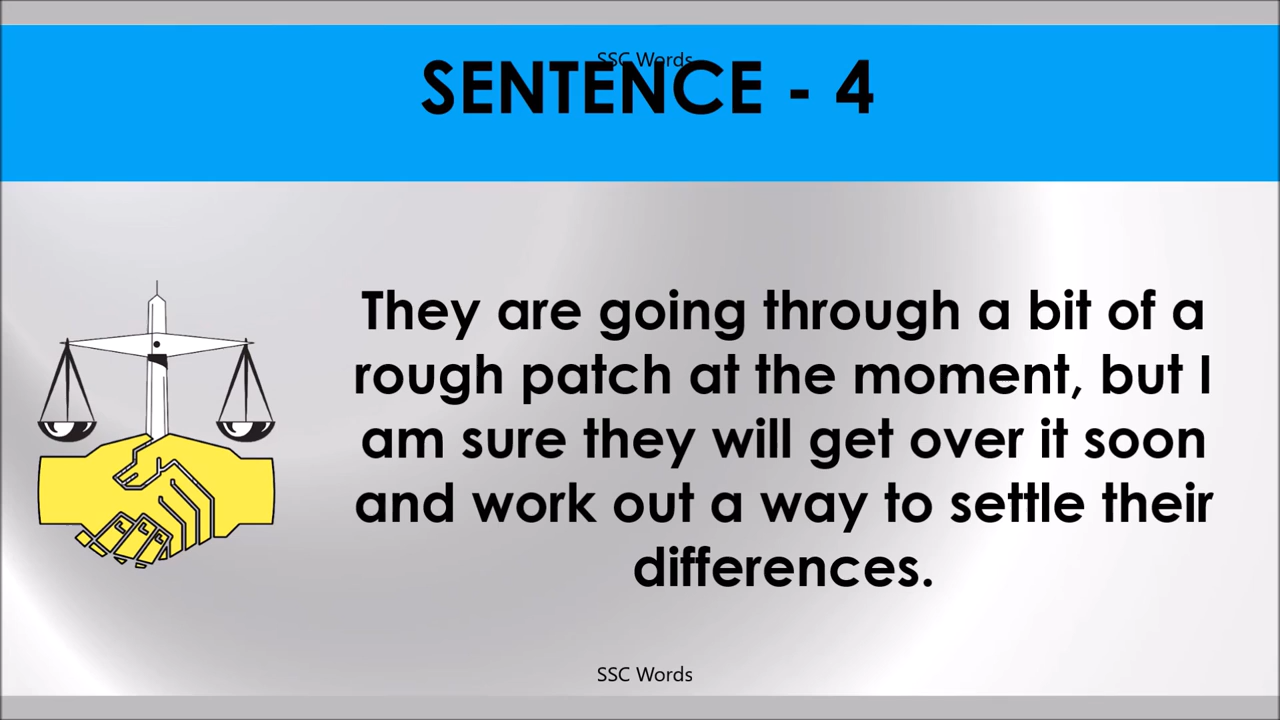 SSC Words
SENTENCE - 4
They are going through a bit of a
rough patch at the moment, but I
am sure they will get over it soon
and work out a way to settle their
differences.
SSC Words